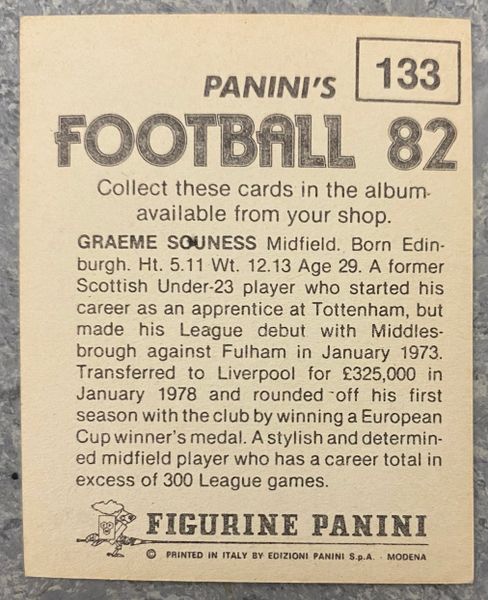 133
PANINI'S
FOOTBALL 82
Collect these cards in the album
available from your shop.
GRAEME SOUNESS Midfield. Born Edin-
burgh. Ht. 5.11 Wt. 12.13 Age 29. A former
Scottish Under-23 player who started his
career as an apprentice at Tottenham, but
made his League debut with Middles-
brough against Fulham in January 1973.
Transferred to Liverpool for £325,000 in
January 1978 and rounded off his first
season with the club by winning a European
Cup winner's medal. A stylish and determin-
ed midfield player who has a career total in
excess of 300 League games.
FIGURINE PANINI
© PRINTED IN ITALY BY EDIZIONI PANINI S.p.A. - MODENA